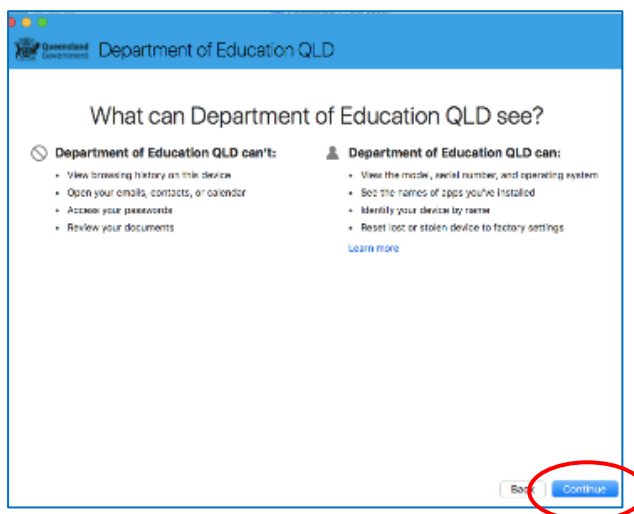 Queensland
Government
Department of Education QLD
What can Department of Education QLD see?
Department of Education QLD can't:
• View browsing history on this device
• Open your emails, contacts, or calendar
• Access your passwords
• Review your documents
Department of Education QLD can:
• View the model, serial number, and operating system
• See the names of apps you've installed
• Identify your device by name
• Reset lost or stolen device to factory settings
Learn more
Back
Continue